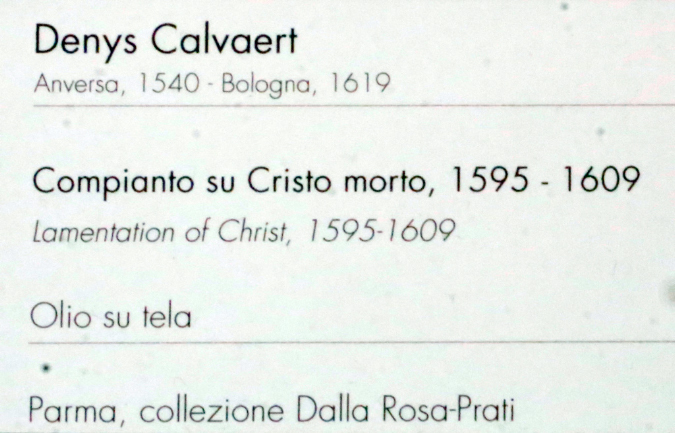 Denys Calvaert
Anversa, 1540 - Bologna, 1619
Compianto su Cristo morto, 1595 - 1609
Lamentation of Christ, 1595-1609
Olio su tela
Parma, collezione Dalla Rosa-Prati